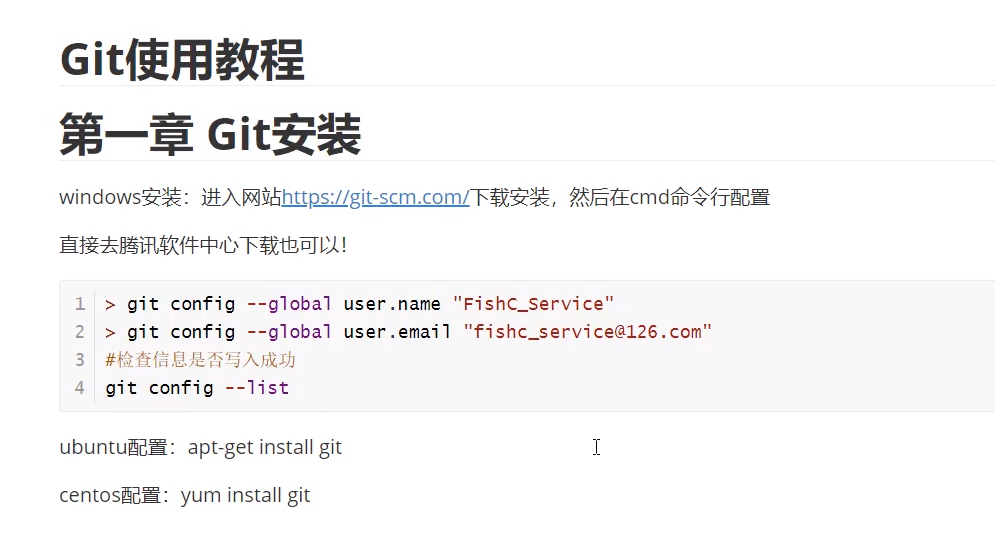 Git使用教程
第一章 Git安装
windows安装：进入网站https://git-scm.com/下载安装，然后在cmd命令行配置
直接去腾讯软件中心下载也可以！
1 > git config --global user.name "FishC_Service"
2 > git config --global user.email "fishc_service@126.com"
3 #检查信息是否写入成功
4 git config --list
ubuntu配置：apt-get install git
centos配置：yum install git